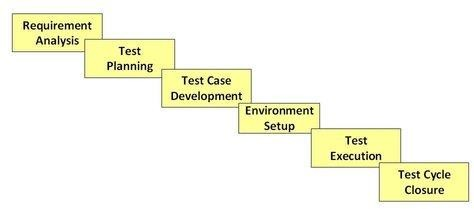 Requirement
Analysis
Test
Planning
Test Case
Development
Environment
Setup
Test
Execution
Test Cycle
Closure